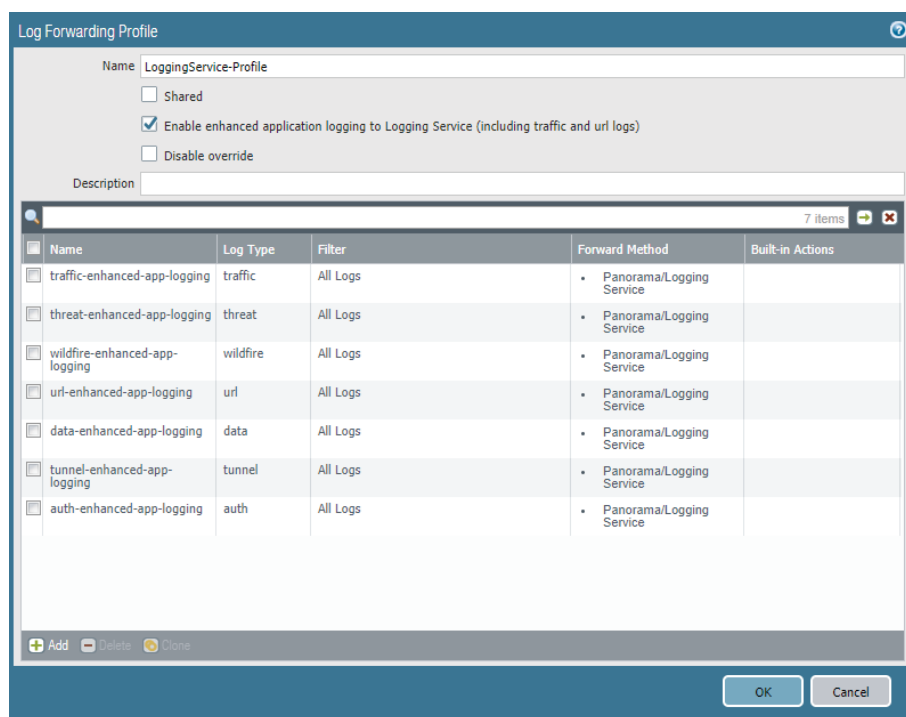 Log Forwarding Profile
Name LoggingService-Profile
Shared
Enable enhanced application logging to Logging Service (including traffic and url logs)
Disable override
Description
7 items
Name Log Type Filter Forward Method Built-in Actions
traffic-enhanced-app-logging traffic All Logs • Panorama/Logging
Service
threat-enhanced-app-logging threat All Logs • Panorama/Logging
Service
wildfire-enhanced-app- wildfire All Logs • Panorama/Logging
logging Service
url-enhanced-app-logging url All Logs • Panorama/Logging
Service
data-enhanced-app-logging data All Logs • Panorama/Logging
Service
tunnel-enhanced-app- tunnel All Logs • Panorama/Logging
logging Service
auth-enhanced-app-logging auth All Logs • Panorama/Logging
Service
Add Delete Clone
OK Cancel